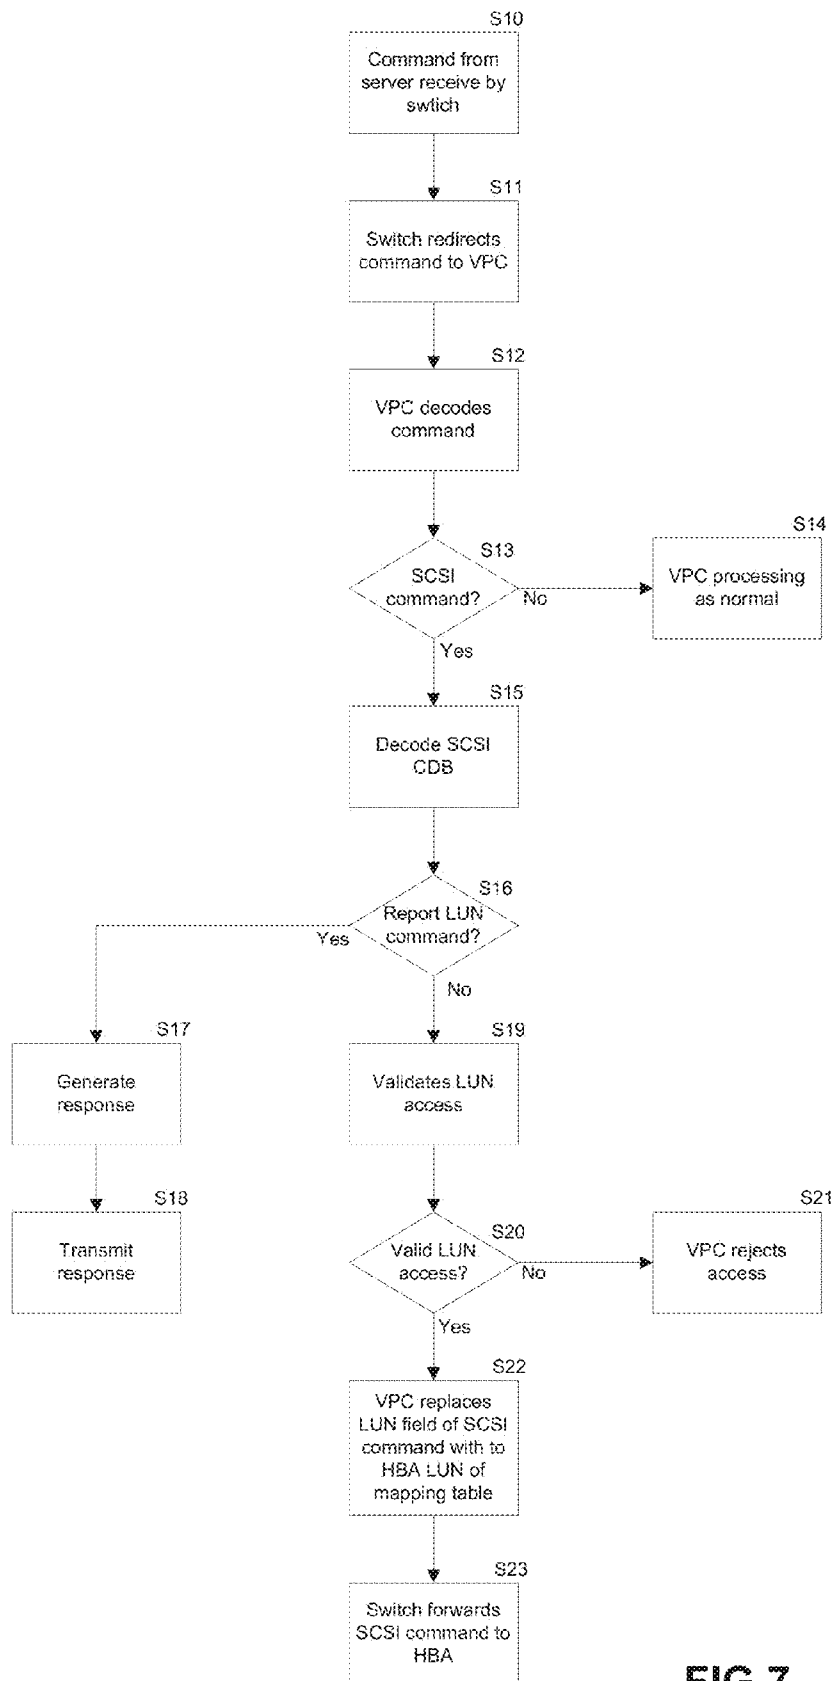 S10
Command from
server receive by
swtich
S11
Switch redirects
command to VPC
S12
VPC decodes
command
S13
SCSI
command?
No
Yes
S14
VPC processing
as normal
S15
Decode SCSI
CDB
S16
Report LUN
command?
Yes
No
S17
Generate
response
S18
Transmit
response
S19
Validates LUN
access
S20
Valid LUN
access?
No
Yes
S21
VPC rejects
access
S22
VPC replaces
LUN field of SCSI
command with to
HBA LUN of
mapping table
S23
Switch forwards
SCSI command to
HBA
FIG 7